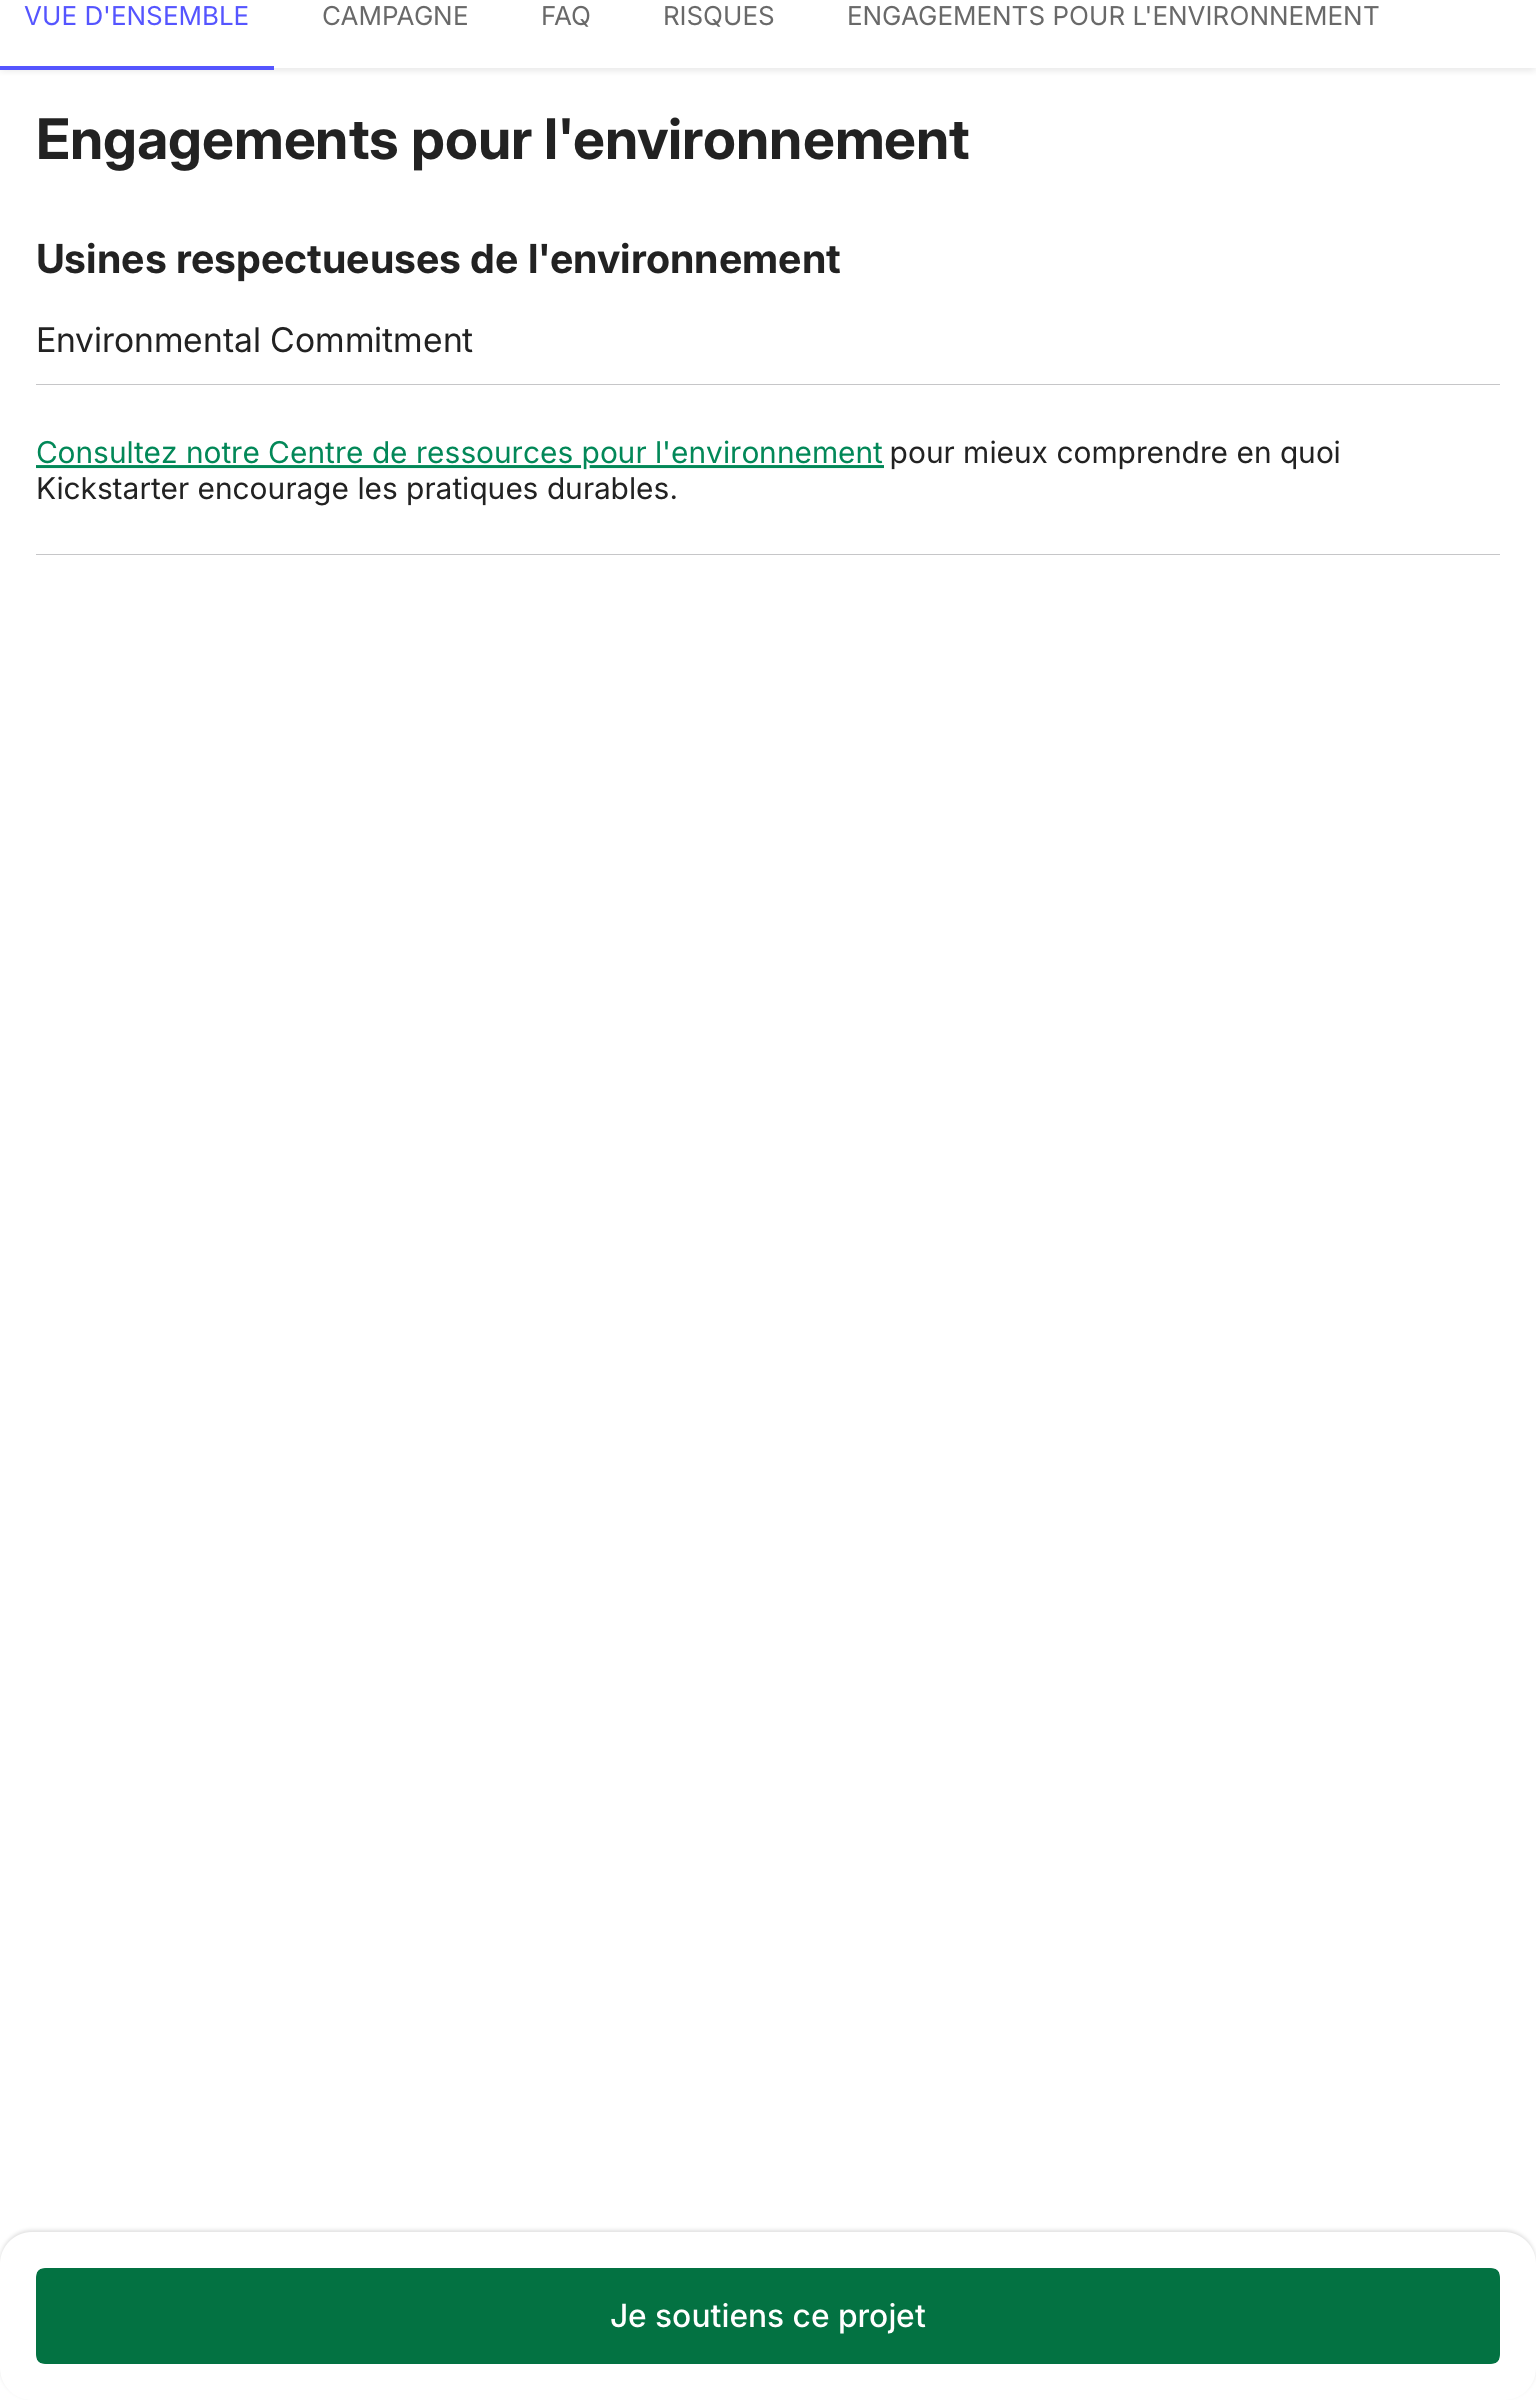 VUE D'ENSEMBLE CAMPAGNE FAQ RISQUES ENGAGEMENTS POUR L'ENVIRONNEMENT
Engagements pour l'environnement
Usines respectueuses de l'environnement
Environmental Commitment
Consultez notre Centre de ressources pour l'environnement pour mieux comprendre en quoi
Kickstarter encourage les pratiques durables.
Je soutiens ce projet